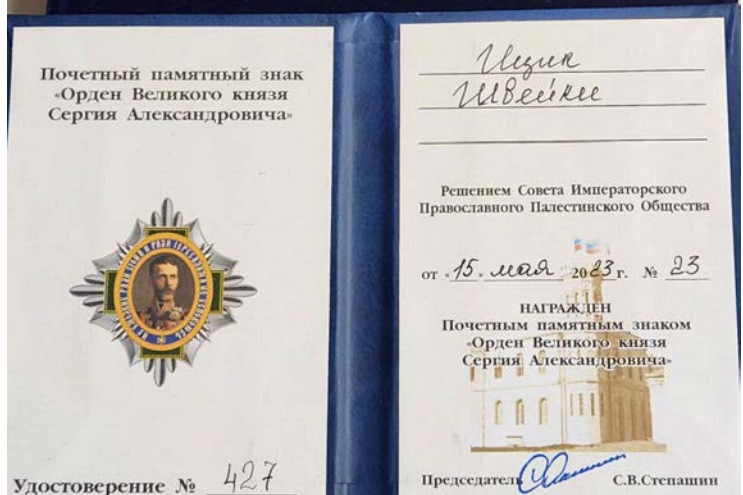 Почетный памятный знак
«Орден Великого князя
Сергия Александровича»
Удостоверение № 427
Ицик
Швейки
Решением Совета Императорского
Православного Палестинского Общества
от «15» мая 2023 г. № 23
НАГРАЖДЕН
Почетным памятным знаком
«Орден Великого князя
Сергия Александровича»
Председатель С.В.Степашин